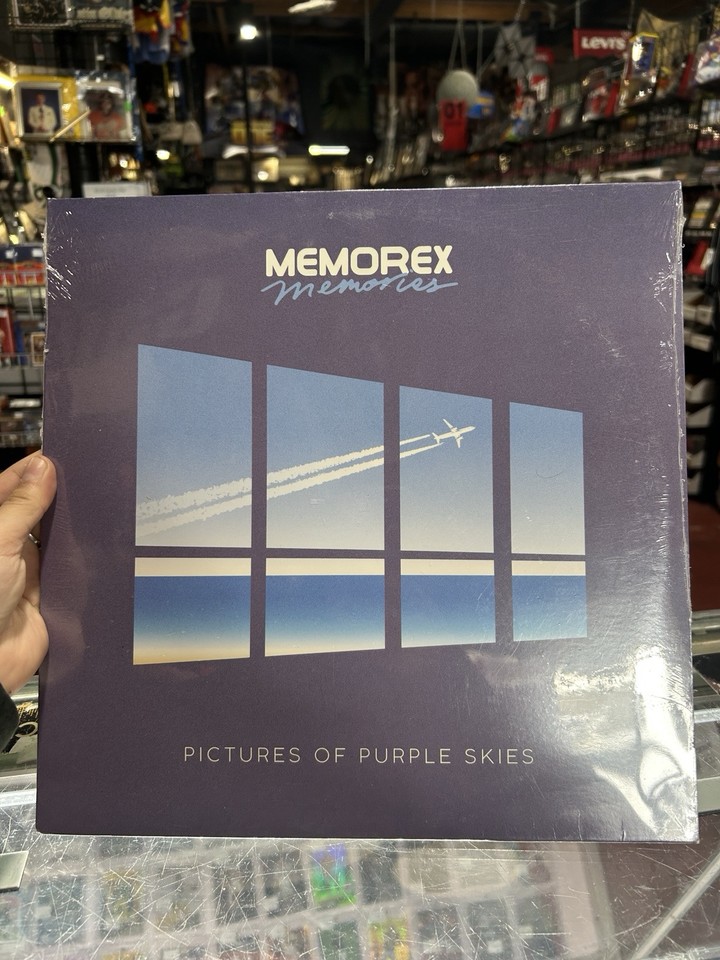 LEVI'S
MEMOREX
memories
PICTURES OF PURPLE SKIES